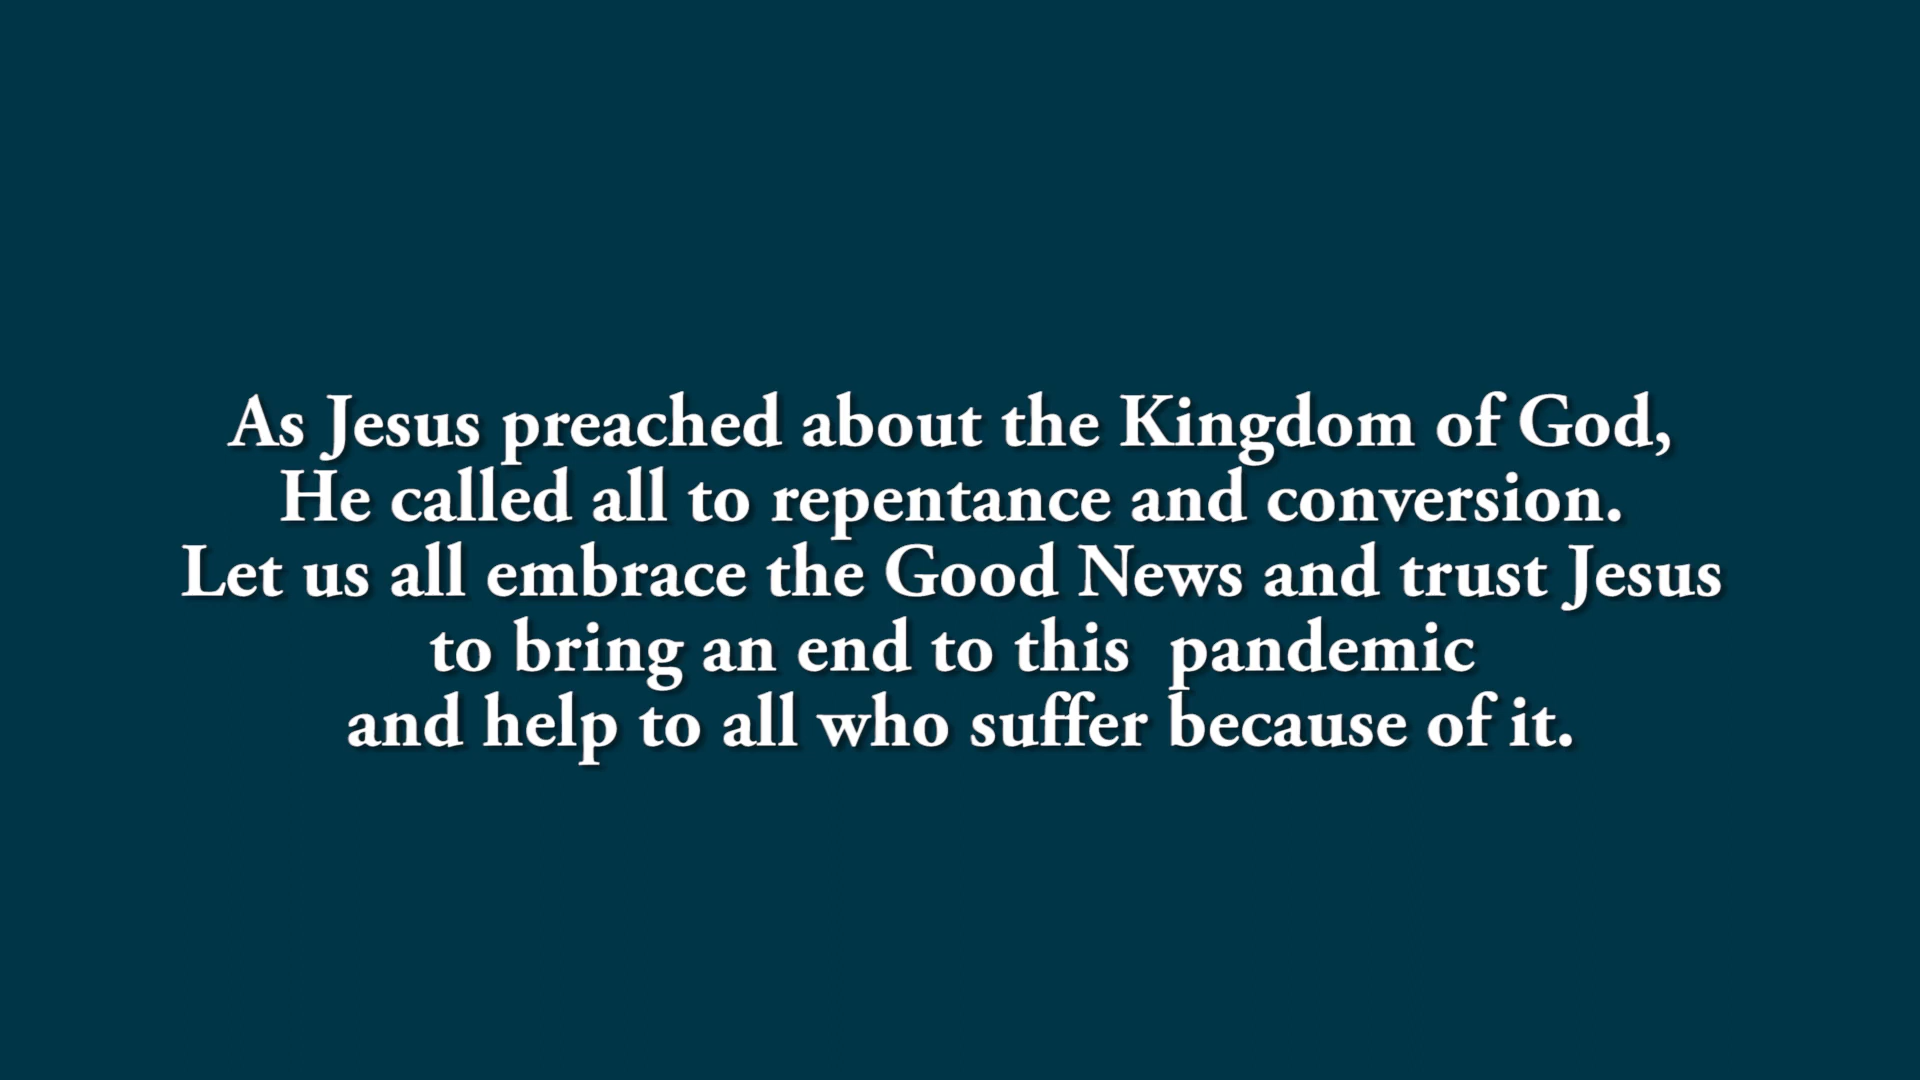 As Jesus preached about the Kingdom of God,
He called all to repentance and conversion.
Let us all embrace the Good News and trust Jesus
to bring an end to this  pandemic
and help to all who suffer because of it.